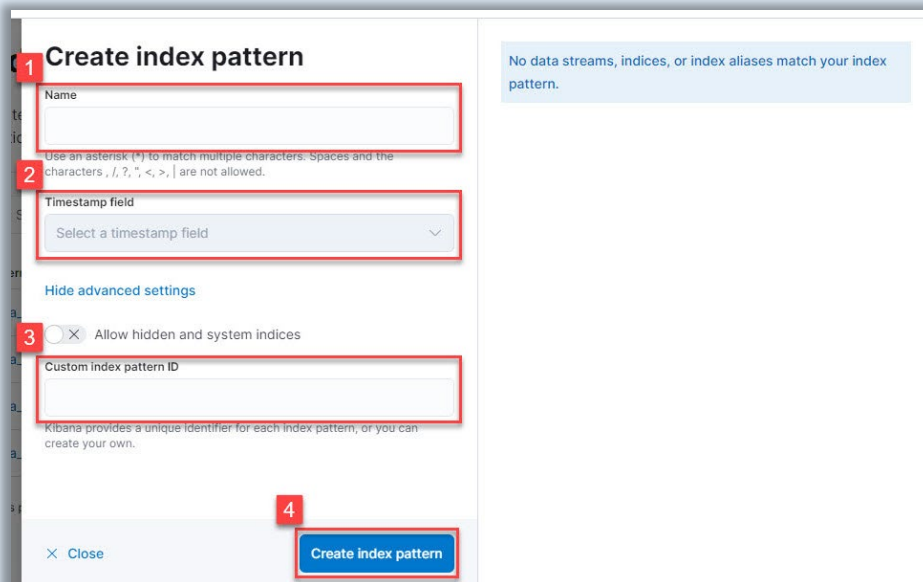 Create index pattern
1
Name
Use an asterisk (*) to match multiple characters. Spaces and the
characters , /, ?, ", <, >, | are not allowed.
2
Timestamp field
Select a timestamp field
Hide advanced settings
3
Allow hidden and system indices
Custom index pattern ID
Kibana provides a unique identifier for each index pattern, or you can
create your own.
4
Close
Create index pattern
No data streams, indices, or index aliases match your index
pattern.